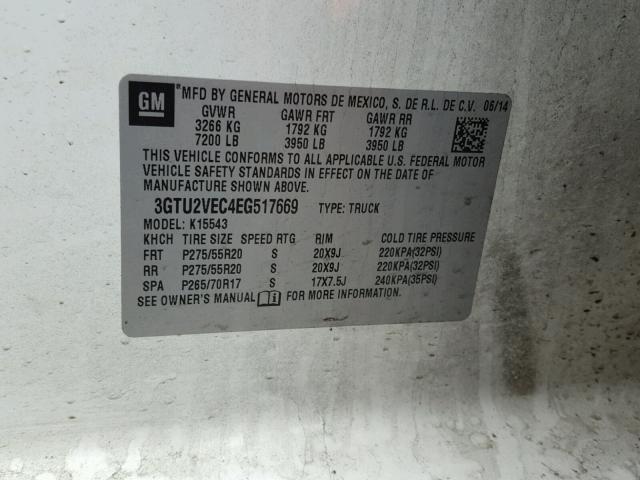 GM
*MFD BY GENERAL MOTORS DE MEXICO, S. DE R.L. DE C.V. 06/14
GVWR GAWR FRT GAWR RR
3266 KG 1792 KG 1792 KG
7200 LB 3950 LB 3950 LB
THIS VEHICLE CONFORMS TO ALL APPLICABLE U.S. FEDERAL MOTOR
VEHICLE SAFETY STANDARDS IN EFFECT ON THE DATE OF
MANUFACTURE SHOWN ABOVE.
3GTU2VEC4EG517669 TYPE: TRUCK
MODEL: K15543
KHCH TIRE SIZE SPEED RTG RIM COLD TIRE PRESSURE
FRT P275/55R20 S 20X9J 220KPA(32PSI)
RR P275/55R20 S 20X9J 220KPA(32PSI)
SPA P265/70R17 S 17X7.5J 240KPA(35PSI)
SEE OWNER'S MANUAL FOR MORE INFORMATION.